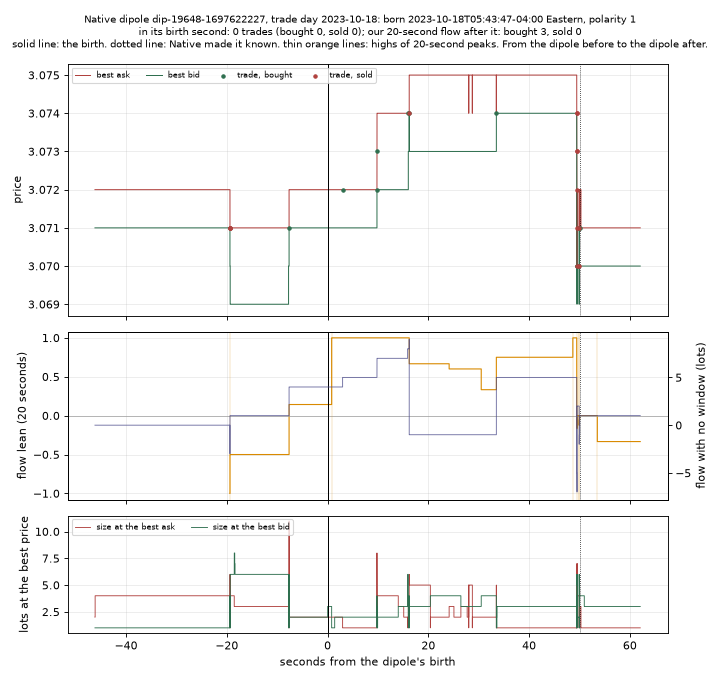 Native dipole dip-19648-1697622227, trade day 2023-10-18: born 2023-10-18T05:43:47-04:00 Eastern, polarity 1
in its birth second: 0 trades (bought 0, sold 0); our 20-second flow after it: bought 3, sold 0
solid line: the birth. dotted line: Native made it known. thin orange lines: highs of 20-second peaks. From the dipole before to the dipole after.
best ask best bid trade, bought trade, sold
3.075
3.074
3.073
3.072
3.071
3.070
3.069
price
1.0
0.5
0.0
−0.5
−1.0
flow lean (20 seconds)
5
0
−5
flow with no window (lots)
size at the best ask size at the best bid
10.0
7.5
5.0
2.5
lots at the best price
−40 −20 0 20 40 60
seconds from the dipole's birth